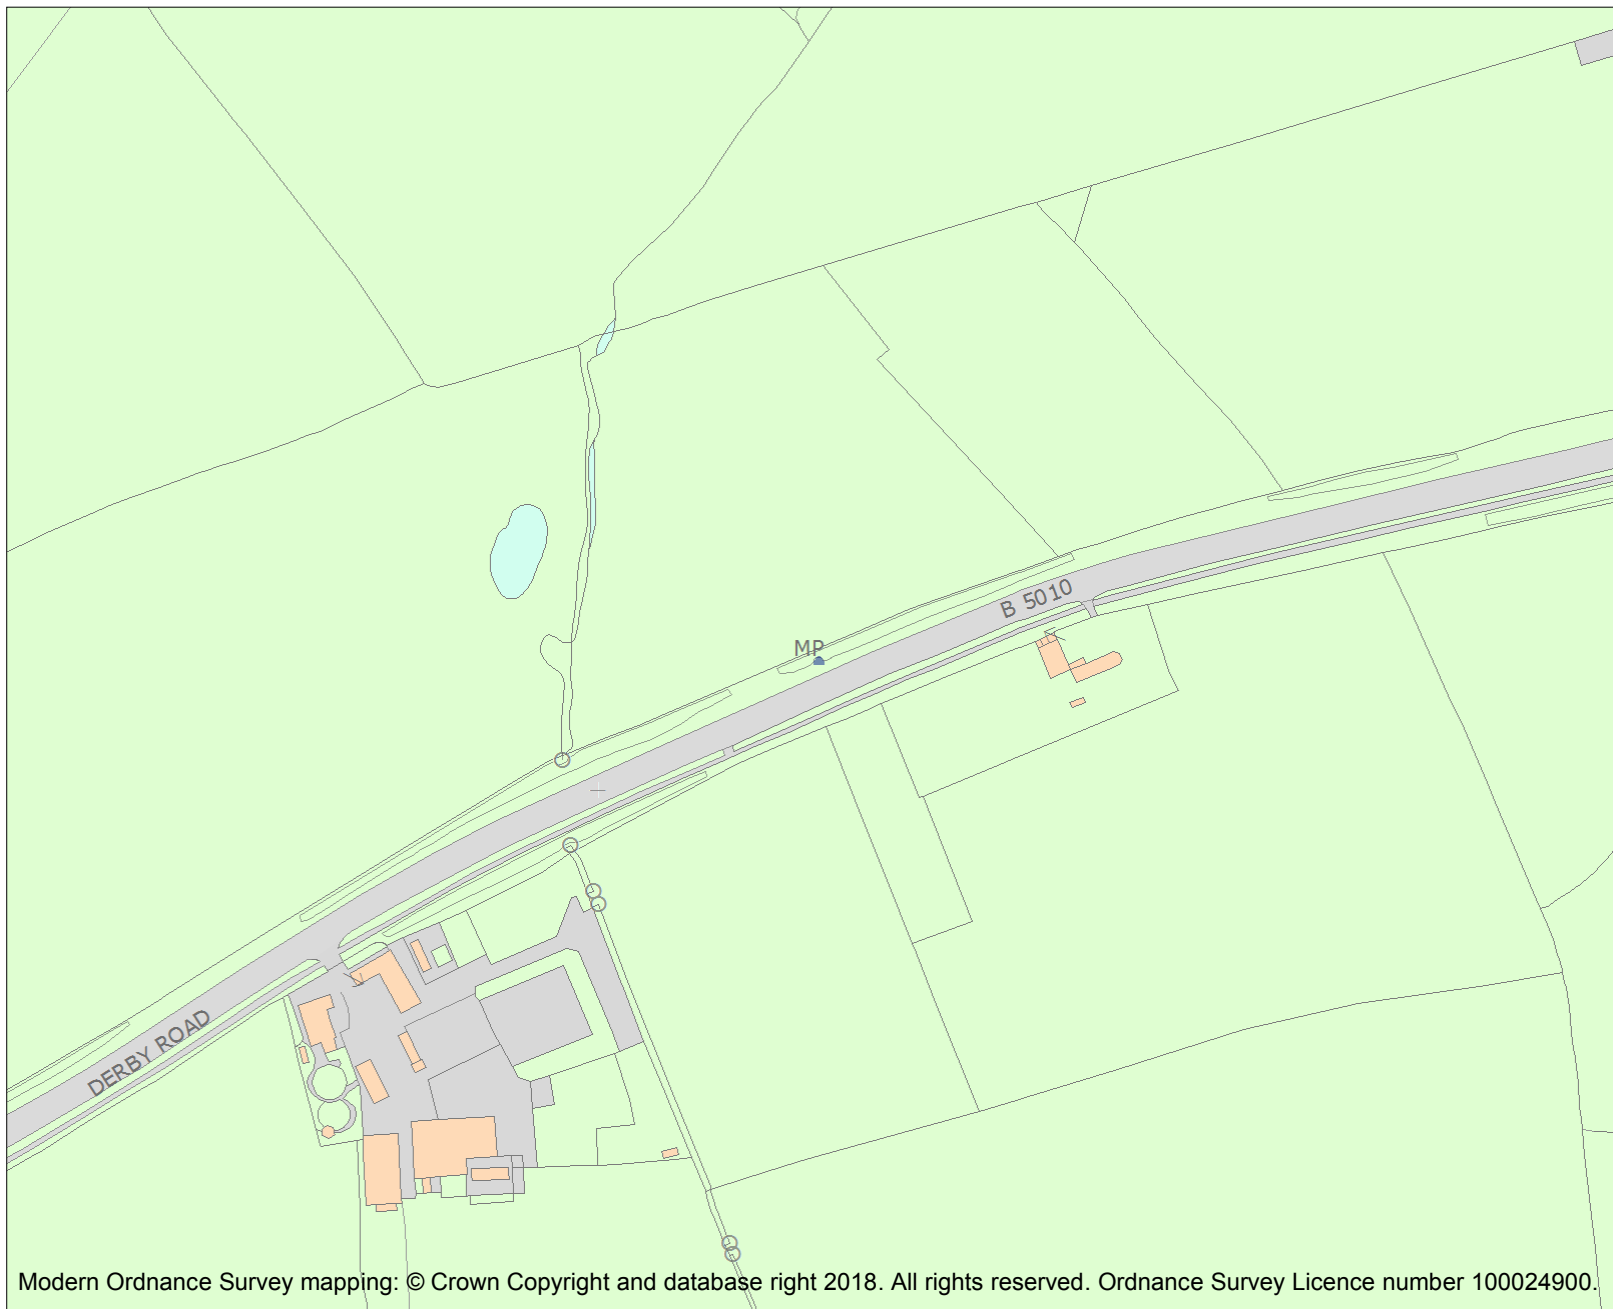 MP
B 5010
DERBY ROAD
Modern Ordnance Survey mapping: © Crown Copyright and database right 2018. All rights reserved. Ordnance Survey Licence number 100024900.